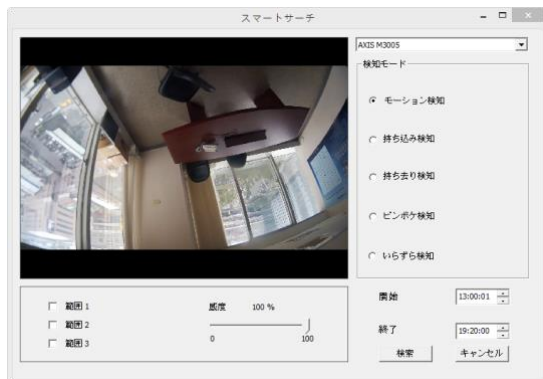 スマートサーチ
AXIS M3005
検知モード
モーション検知
持ち込み検知
持ち去り検知
ピンボケ検知
いらずら検知
範囲 1
範囲 2
範囲 3
感度 100 %
0 100
開始 13:00:01
終了 19:20:00
検索 キャンセル